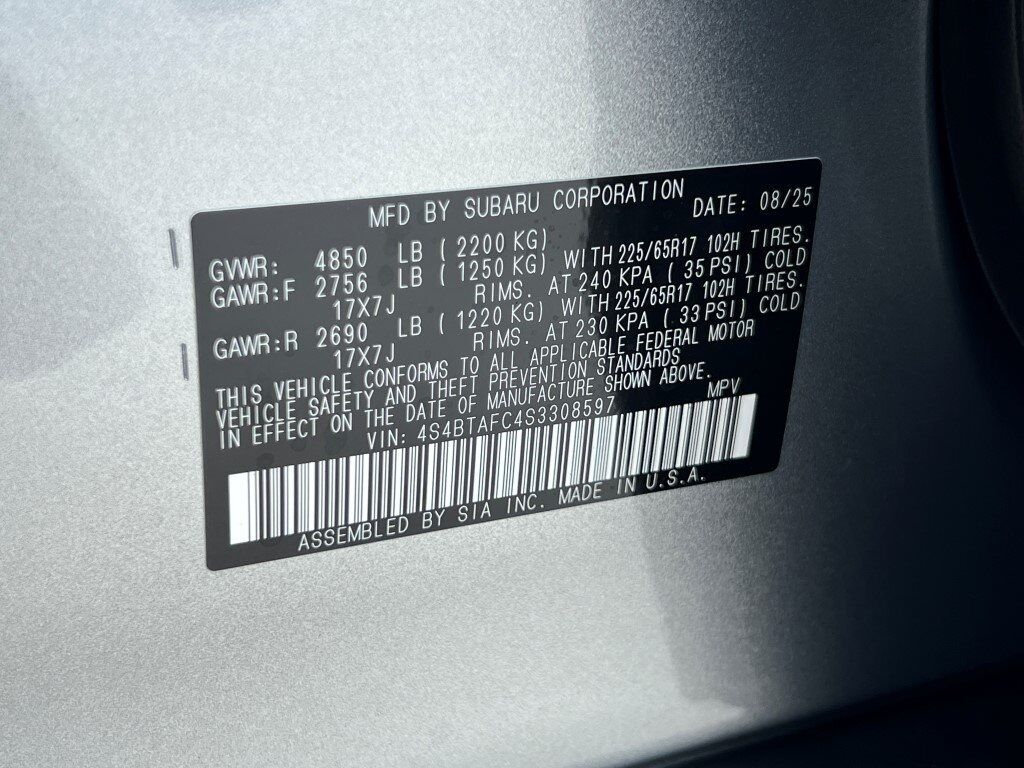 MFD BY SUBARU CORPORATION DATE: 08/25
GVWR: 4850 LB ( 2200 KG)
GAWR:F 2756 LB ( 1250 KG) WITH 225/65R17 102H TIRES.
17X7J RIMS. AT 240 KPA ( 35 PSI) COLD
GAWR:R 2690 LB ( 1220 KG) WITH 225/65R17 102H TIRES.
17X7J RIMS. AT 230 KPA ( 33 PSI) COLD
THIS VEHICLE CONFORMS TO ALL APPLICABLE FEDERAL MOTOR
VEHICLE SAFETY AND THEFT PREVENTION STANDARDS
IN EFFECT ON THE DATE OF MANUFACTURE SHOWN ABOVE.
VIN: 4S4BTAFC4S3308597 MPV
ASSEMBLED BY SIA INC. MADE IN U.S.A.